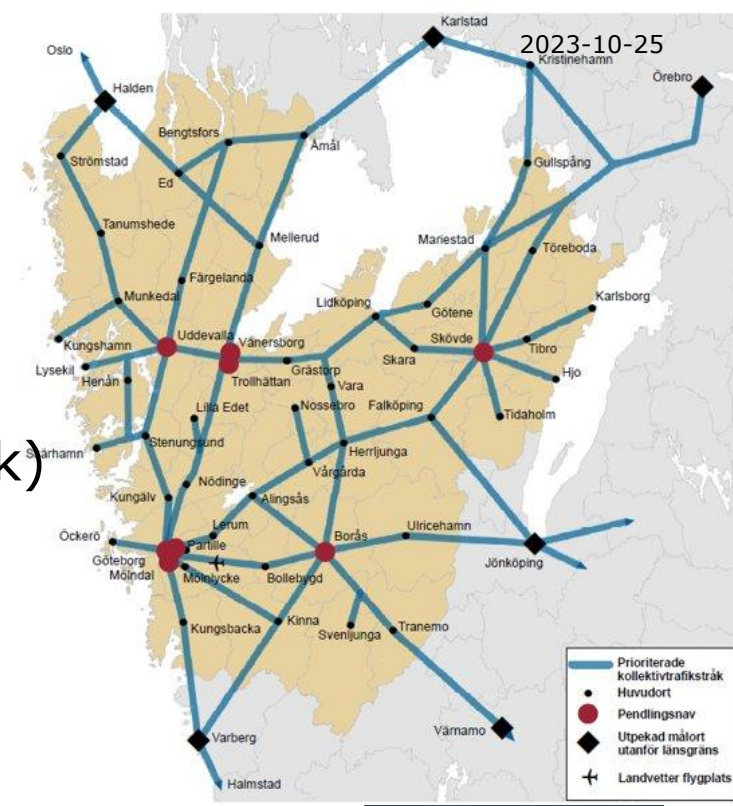 Karlstad
2023-10-25
Oslo
Kristinehamn
Örebro
Halden
Bengtsfors
Åmål
Strömstad
Gullspång
Ed
Tanumshede
Mellerud
Mariestad
Töreboda
Färgelanda
Karlsborg
Munkedal
Lidköping
Götene
Uddevalla
Vänersborg
Skövde
Kungshamn
Tibro
Lysekil
Grästorp
Skara
Henån
Trollhättan
Vara
Hjo
Lilla Edet
Nossebro
Falköping
Tidaholm
Stenungsund
Herrljunga
k)
Skärhamn
Vårgårda
Nödinge
Kungälv
Alingsås
Lerum
Borås
Ulricehamn
Öckerö
Partille
Göteborg
Jönköping
Mölndal
Mölnlycke
Bollebygd
Kungsbacka
Kinna
Svenljunga
Tranemo
Prioriterade
kollektivtrafikstråk
Huvudort
Pendlingsnav
Värnamo
Varberg
Utpekad målort
utanför länsgräns
Landvetter flygplats
Halmstad